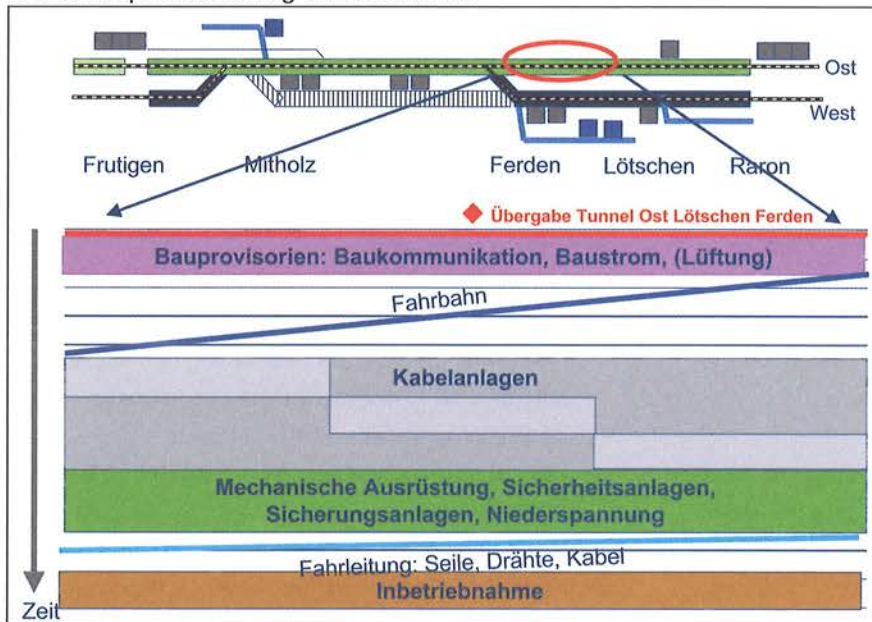 Ost
West
Frutigen Mitholz Ferden Lötschen Raron
Übergabe Tunnel Ost Lötschen Ferden
Bauprovisorien: Baukommunikation, Baustrom, (Lüftung)
Fahrbahn
Kabelanlagen
Mechanische Ausrüstung, Sicherheitsanlagen,
Sicherungsanlagen, Niederspannung
Fahrleitung: Seile, Drähte, Kabel
Inbetriebnahme
Zeit